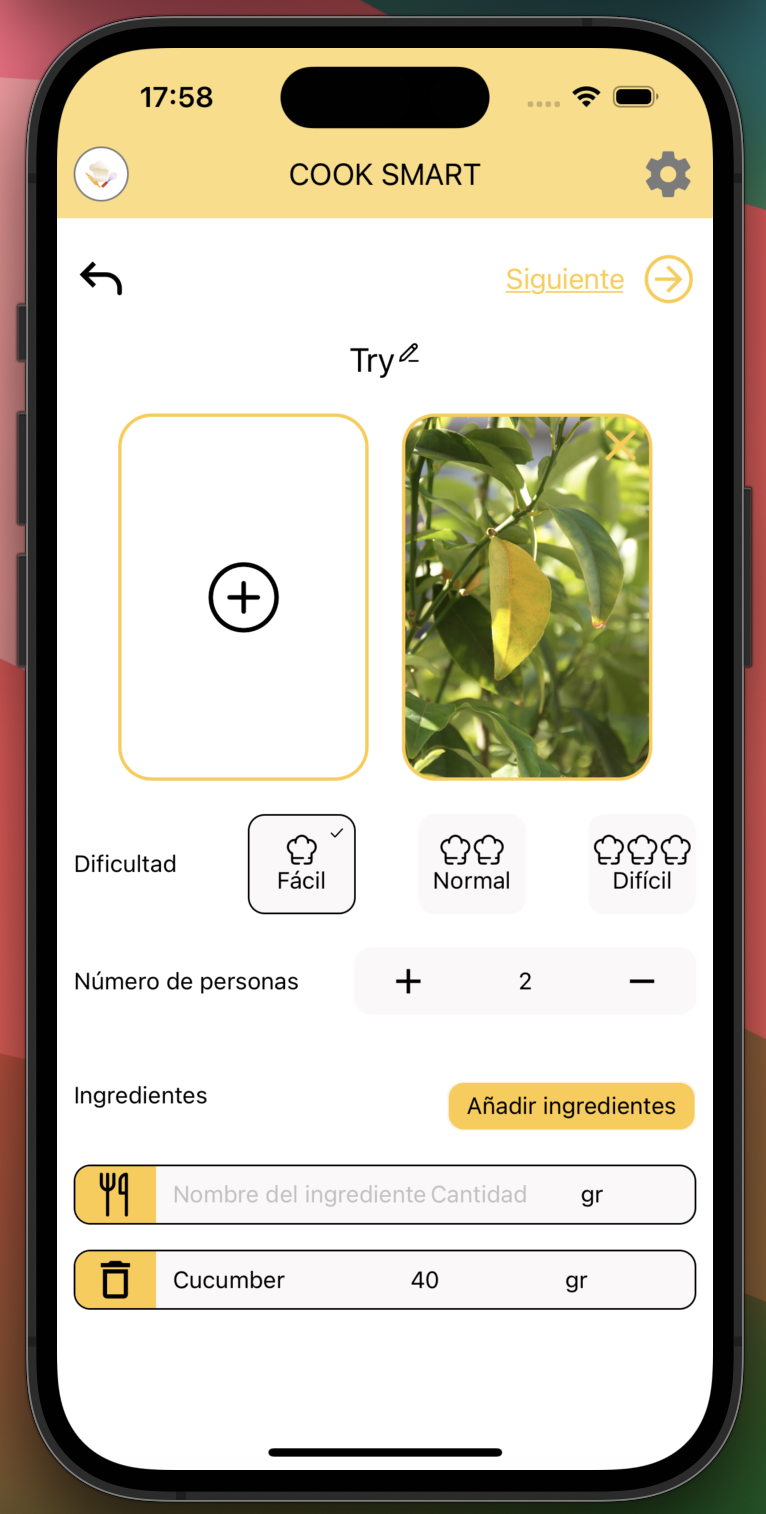 17:58
COOK SMART
Siguiente
Try
Dificultad
Fácil
Normal
Difícil
Número de personas
2
Ingredientes
Añadir ingredientes
Nombre del ingrediente Cantidad gr
Cucumber 40 gr